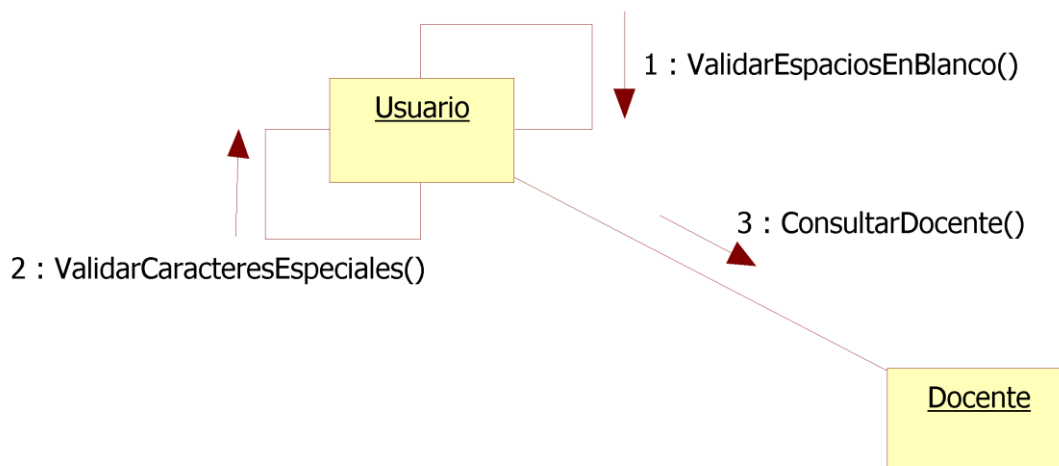 1 : ValidarEspaciosEnBlanco()
Usuario
3 : ConsultarDocente()
2 : ValidarCaracteresEspeciales()
Docente